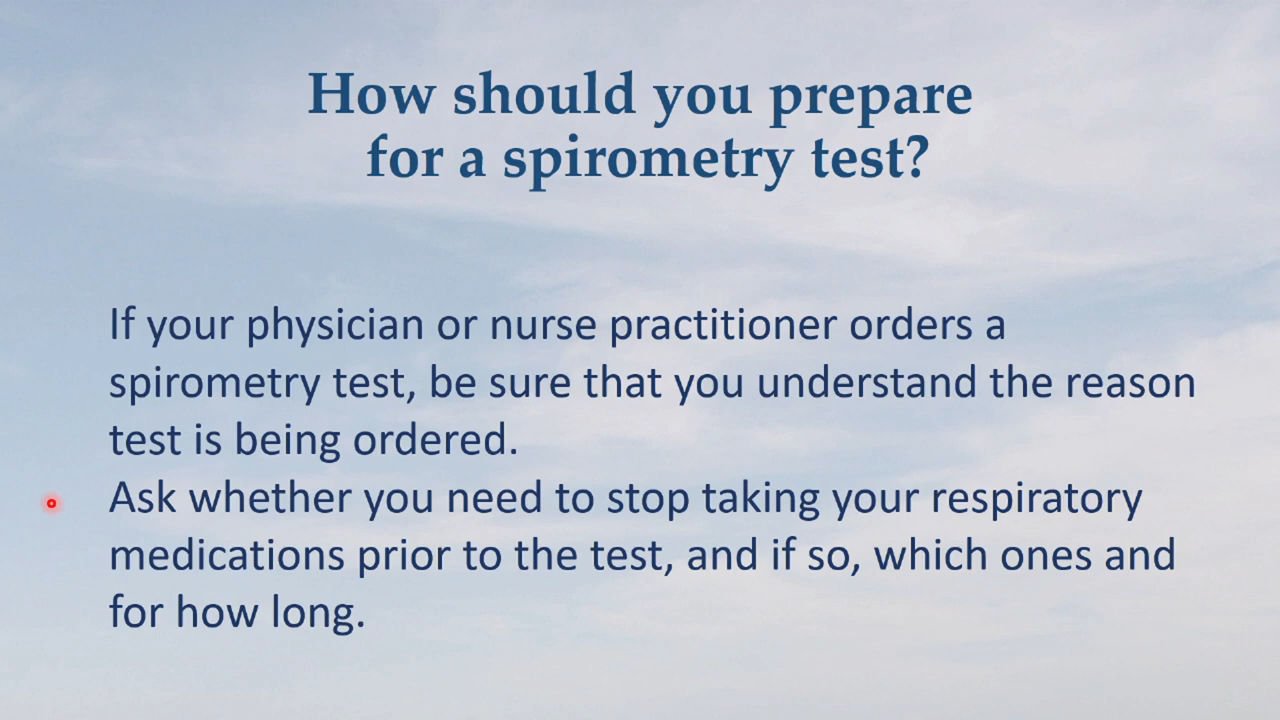 How should you prepare
for a spirometry test?
If your physician or nurse practitioner orders a
spirometry test, be sure that you understand the reason
test is being ordered.
Ask whether you need to stop taking your respiratory
medications prior to the test, and if so, which ones and
for how long.